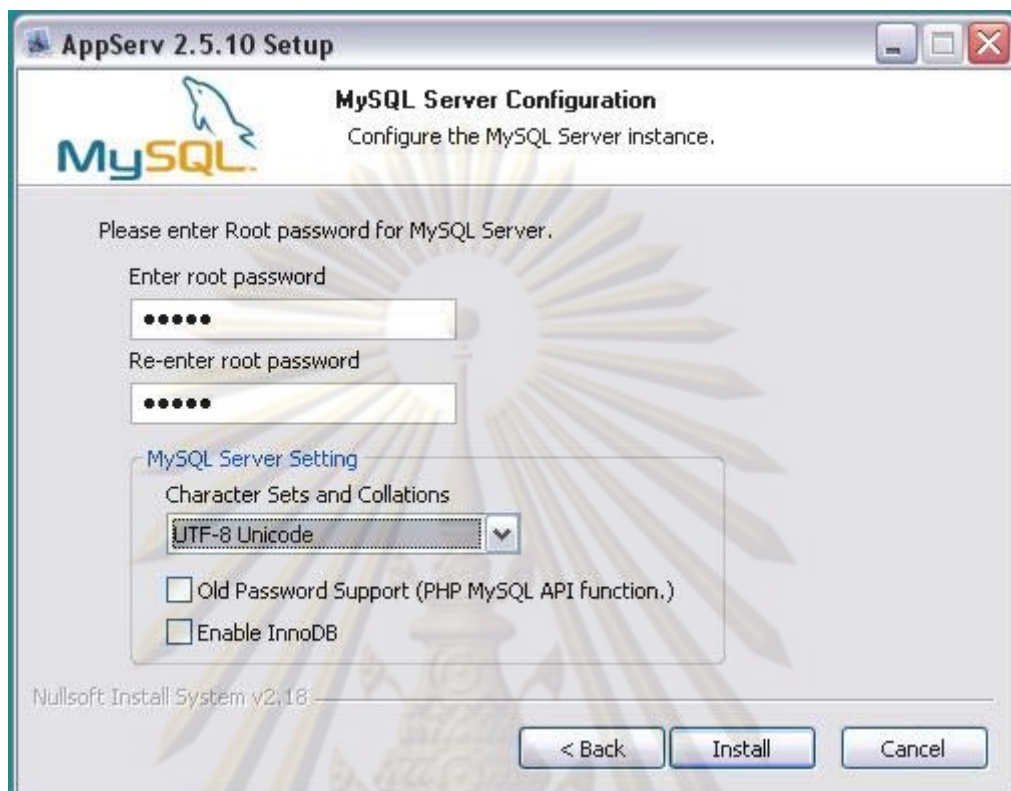 AppServ 2.5.10 Setup
MySQL
MySQL Server Configuration
Configure the MySQL Server instance.
Please enter Root password for MySQL Server.
Enter root password
•••••
Re-enter root password
•••••
MySQL Server Setting
Character Sets and Collations
UTF-8 Unicode
Old Password Support (PHP MySQL API function.)
Enable InnoDB
Nullsoft Install System v2.18
< Back
Install
Cancel